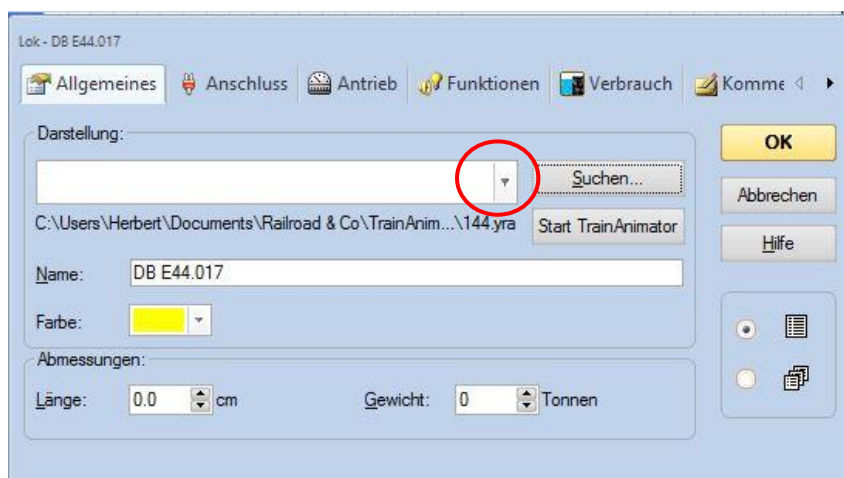 Lok - DB E44.017
Allgemeines Anschluss Antrieb Funktionen Verbrauch Komme
Darstellung:
OK
Suchen...
Abbrechen
C:\Users\Herbert\Documents\Railroad & Co\TrainAnim...\144.yra Start TrainAnimator
Hilfe
Name: DB E44.017
Farbe:
Abmessungen:
Länge: 0.0 cm Gewicht: 0 Tonnen